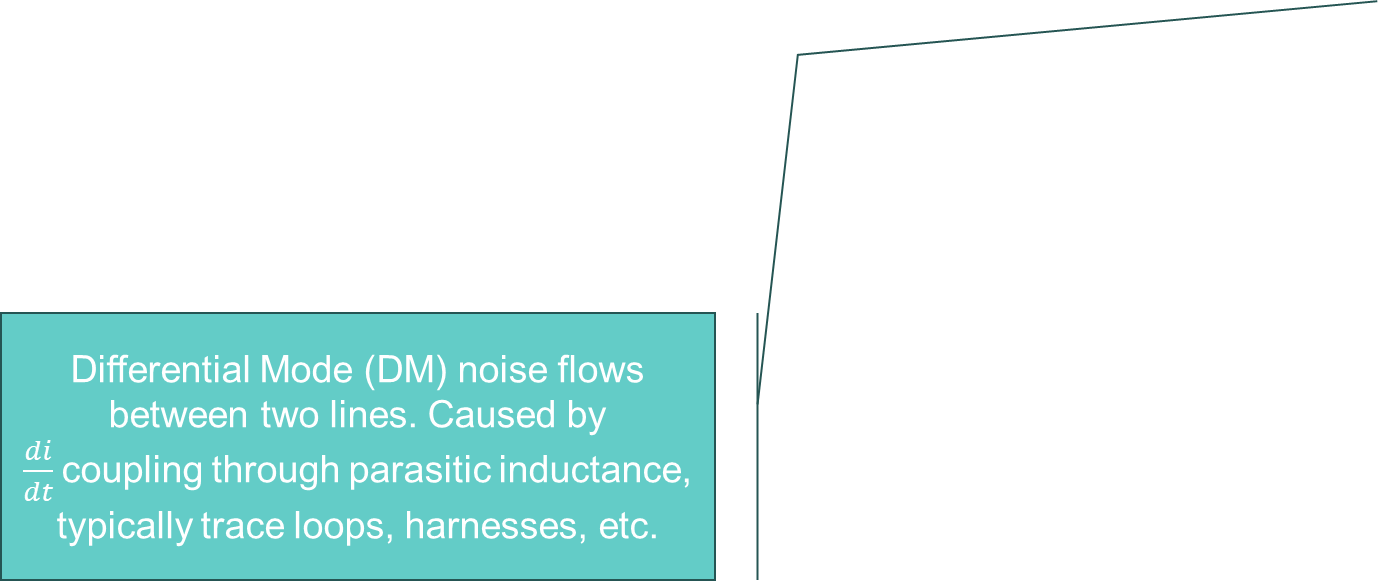 Differential Mode (DM) noise flows
between two lines. Caused by
di/dt coupling through parasitic inductance,
typically trace loops, harnesses, etc.